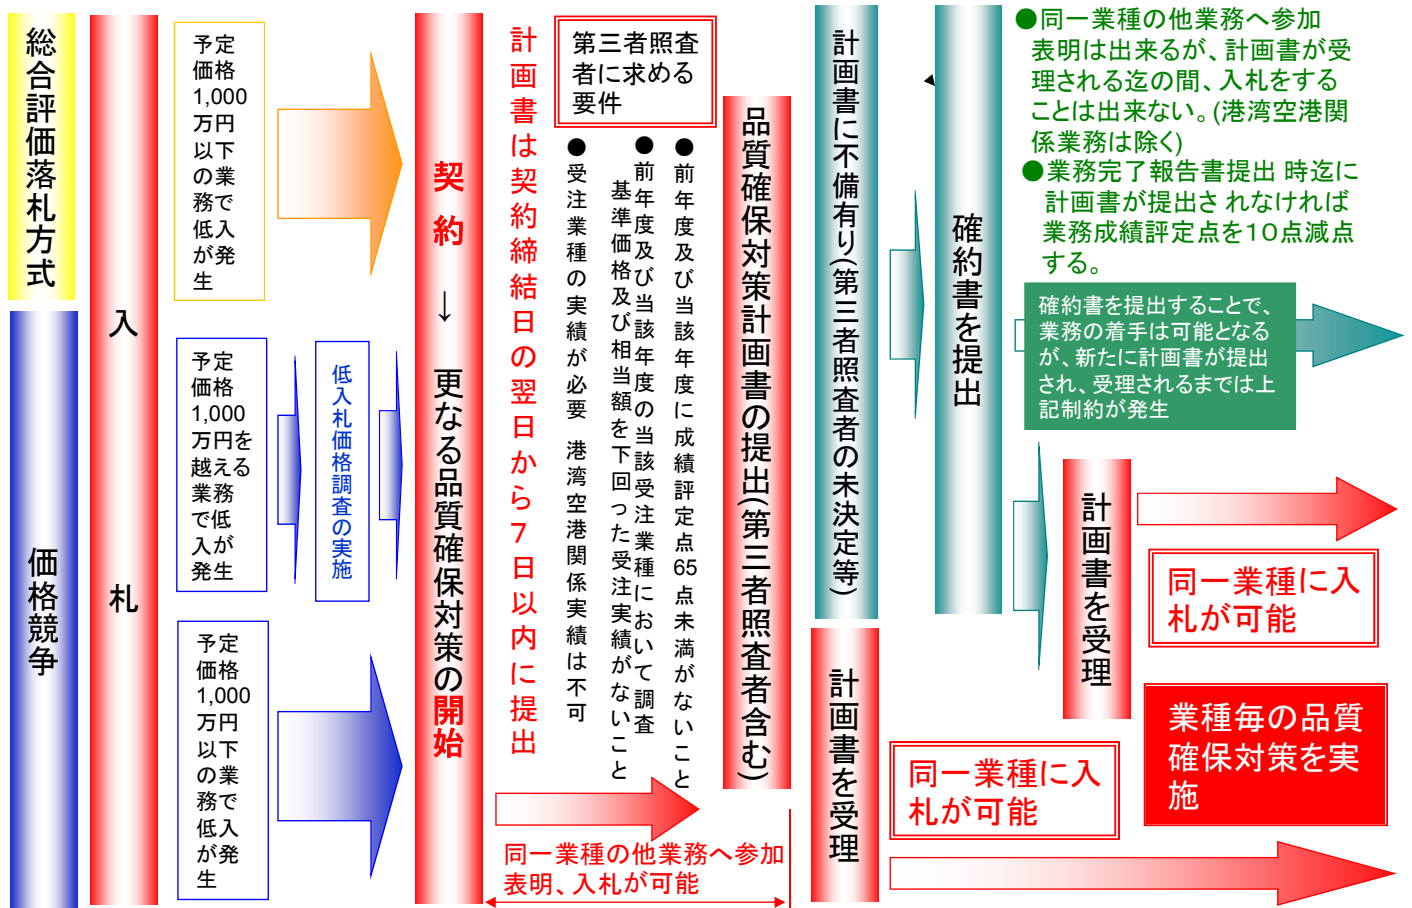 総合評価落札方式
価格競争
入　札
予定
価格
1,000
万円
以下
の業
務で
低入
が発
生
予定
価格
1,000
万円を
越える
業務
で低
入が
発生
予定
価格
1,000
万円
以下
の業
務で
低入
が発
生
低入札価格調査の実施
契　約　→　更なる品質確保対策の開始
計画書は契約締結日の翌日から7日以内に提出
第三者照査
者に求める
要件
●前年度及び当該年度に成績評定点65点未満がないこと
●前年度及び当該年度の当該受注業種において調査
基準価格及び相当額を下回った受注実績がないこと
●受注業種の実績が必要　港湾空港関係実績は不可
同一業種の他業務へ参加
表明、入札が可能
品質確保対策計画書の提出(第三者照査者含む)
計画書に不備有り(第三者照査者の未決定等)
計画書を受理
確約書を提出
●同一業種の他業務へ参加
表明は出来るが、計画書が受
理される迄の間、入札をする
ことは出来ない。(港湾空港関
係業務は除く)
●業務完了報告書提出 時迄に
計画書が提出さ れなければ
業務成績評定点を10点減点
する。
確約書を提出することで、
業務の着手は可能となる
が、新たに計画書が提出
され、受理されるまでは上
記制約が発生
計画書を受理
同一業種に入
札が可能
同一業種に入
札が可能
業種毎の品質
確保対策を実
施